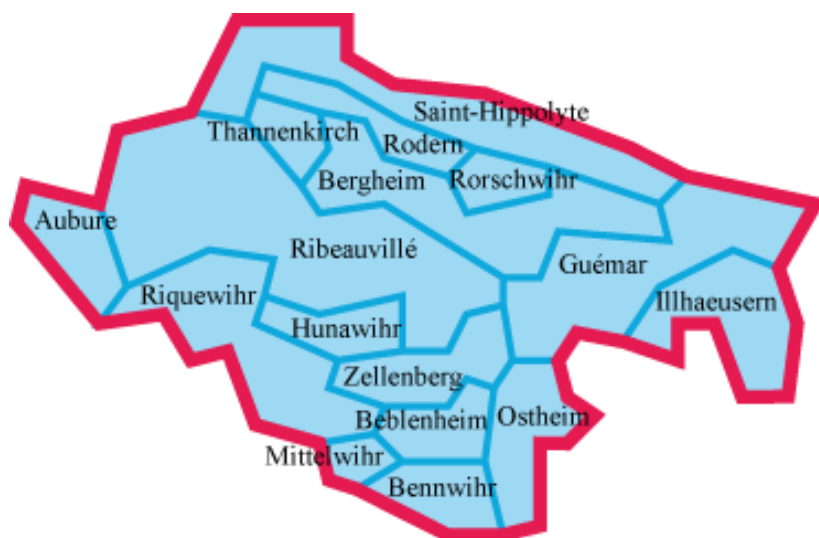 Saint-Hippolyte
Thannenkirch
Rodern
Bergheim
Rorschwihr
Aubure
Ribeauvillé
Guémar
Riquewihr
Illhaeusern
Hunawihr
Zellenberg
Beblenheim
Ostheim
Mittelwihr
Bennwihr